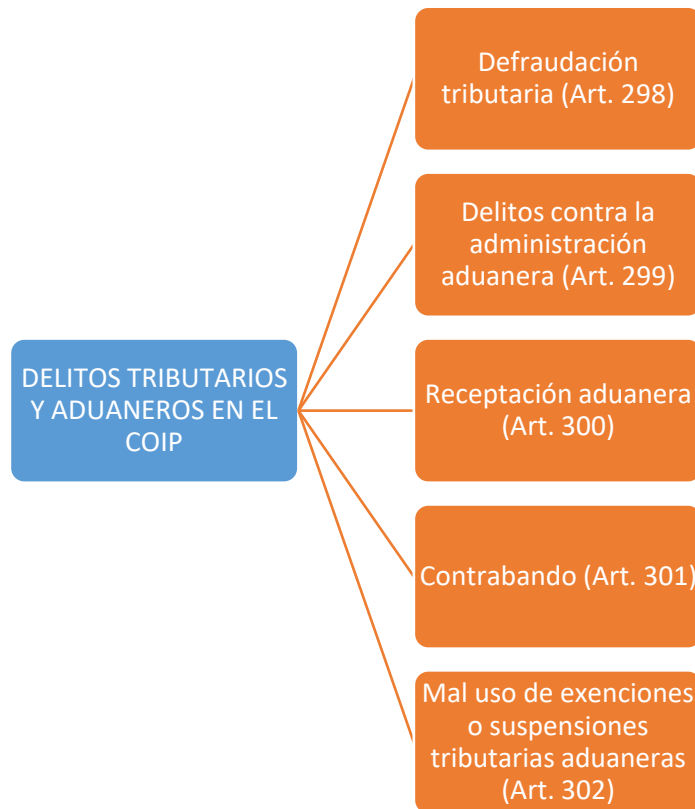 DELITOS TRIBUTARIOS
Y ADUANEROS EN EL
COIP
Defraudación
tributaria (Art. 298)
Delitos contra la
administración
aduanera (Art. 299)
Receptación aduanera
(Art. 300)
Contrabando (Art. 301)
Mal uso de exenciones
o suspensiones
tributarias aduaneras
(Art. 302)